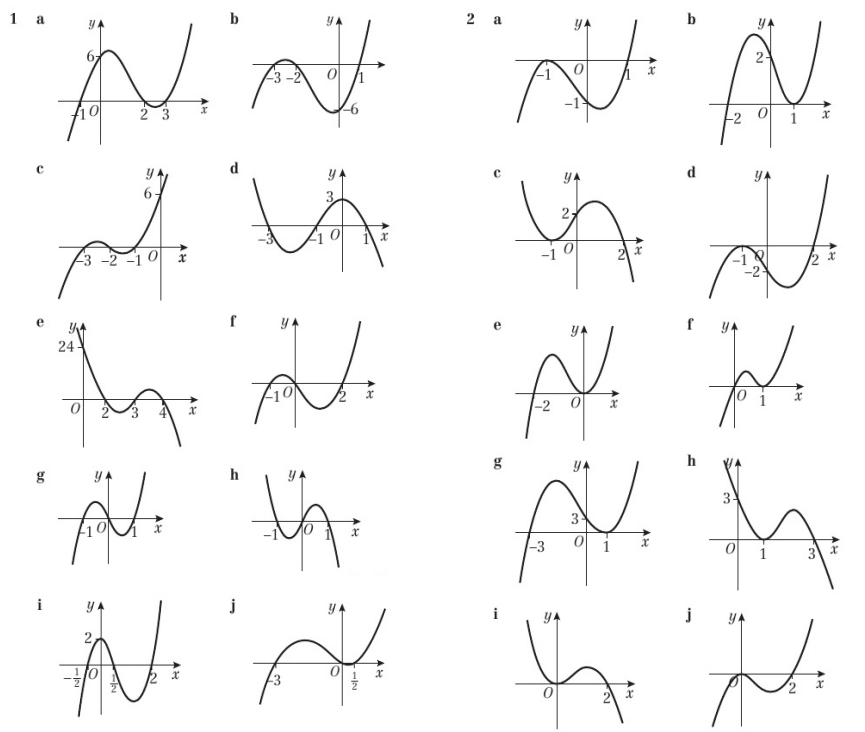 1 a y 6 -1 O 2 3 x
b y -3 -2 O 1 -6
2 a y -1 O 1 x -1
b y 2 -2 O 1 x
c y 6 -3 -2 -1 O x
d y 3 -3 -1 O 1 x
c y 2 -1 O 2 x
d y -1 O -2 2 x
e y 24 O 2 3 4 x
f y -1 O 2 x
e y -2 O x
f y O 1 x
g y -1 O 1 x
h y -1 O 1 x
g y 3 -3 O 1 x
h y 3 O 1 3 x
i y 2 -1/2 O 1/2 2 x
j y -3 O 1/2 x
i y O 2 x
j y O 2 x